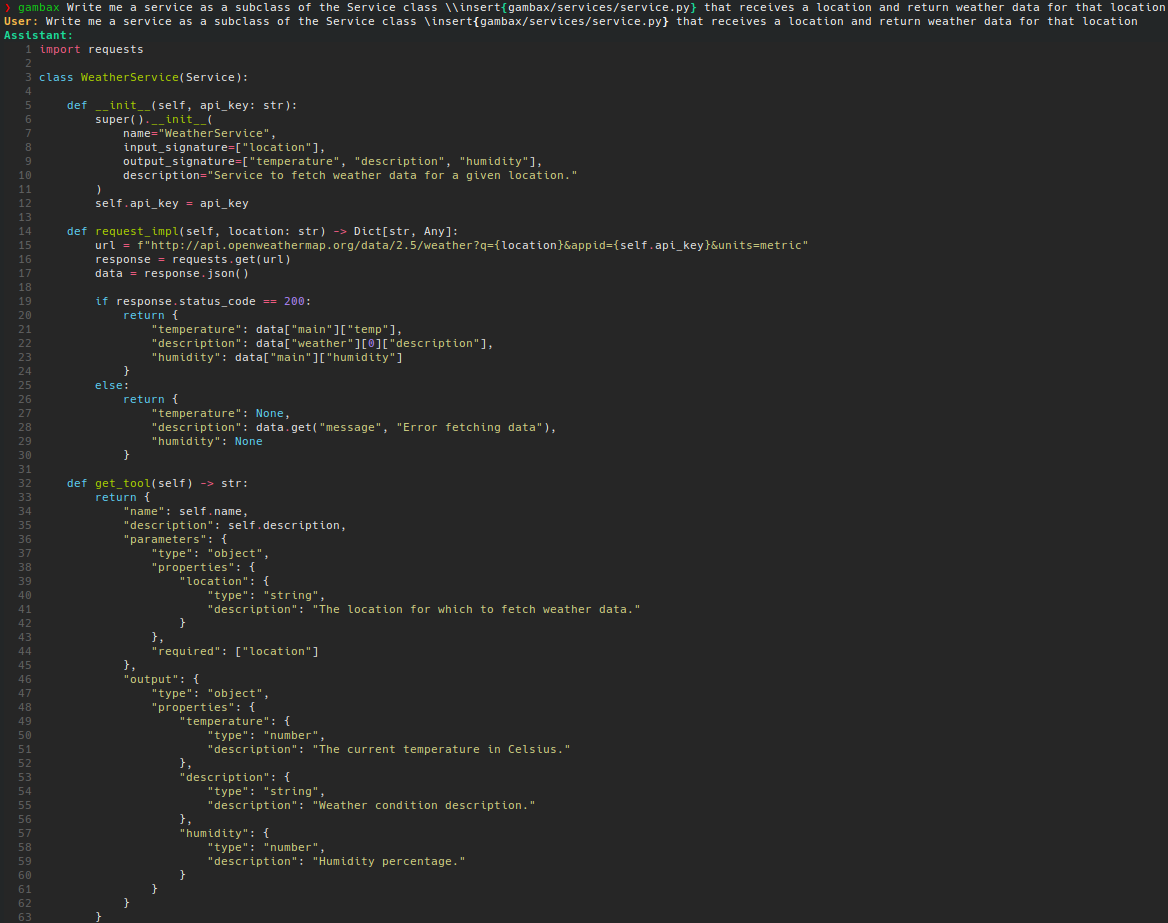 ❯ gambax Write me a service as a subclass of the Service class \\insert{gambax/services/service.py} that receives a location and return weather data for that location
User: Write me a service as a subclass of the Service class \insert{gambax/services/service.py} that receives a location and return weather data for that location
Assistant:
1 import requests
2
3 class WeatherService(Service):
4
5     def __init__(self, api_key: str):
6         super().__init__(
7             name="WeatherService",
8             input_signature=["location"],
9             output_signature=["temperature", "description", "humidity"],
10             description="Service to fetch weather data for a given location."
11         )
12         self.api_key = api_key
13
14     def request_impl(self, location: str) -> Dict[str, Any]:
15         url = f"http://api.openweathermap.org/data/2.5/weather?q={location}&appid={self.api_key}&units=metric"
16         response = requests.get(url)
17         data = response.json()
18
19         if response.status_code == 200:
20             return {
21                 "temperature": data["main"]["temp"],
22                 "description": data["weather"][0]["description"],
23                 "humidity": data["main"]["humidity"]
24             }
25         else:
26             return {
27                 "temperature": None,
28                 "description": data.get("message", "Error fetching data"),
29                 "humidity": None
30             }
31
32     def get_tool(self) -> str:
33         return {
34             "name": self.name,
35             "description": self.description,
36             "parameters": {
37                 "type": "object",
38                 "properties": {
39                     "location": {
40                         "type": "string",
41                         "description": "The location for which to fetch weather data."
42                     }
43                 },
44                 "required": ["location"]
45             },
46             "output": {
47                 "type": "object",
48                 "properties": {
49                     "temperature": {
50                         "type": "number",
51                         "description": "The current temperature in Celsius."
52                     },
53                     "description": {
54                         "type": "string",
55                         "description": "Weather condition description."
56                     },
57                     "humidity": {
58                         "type": "number",
59                         "description": "Humidity percentage."
60                     }
61                 }
62             }
63         }